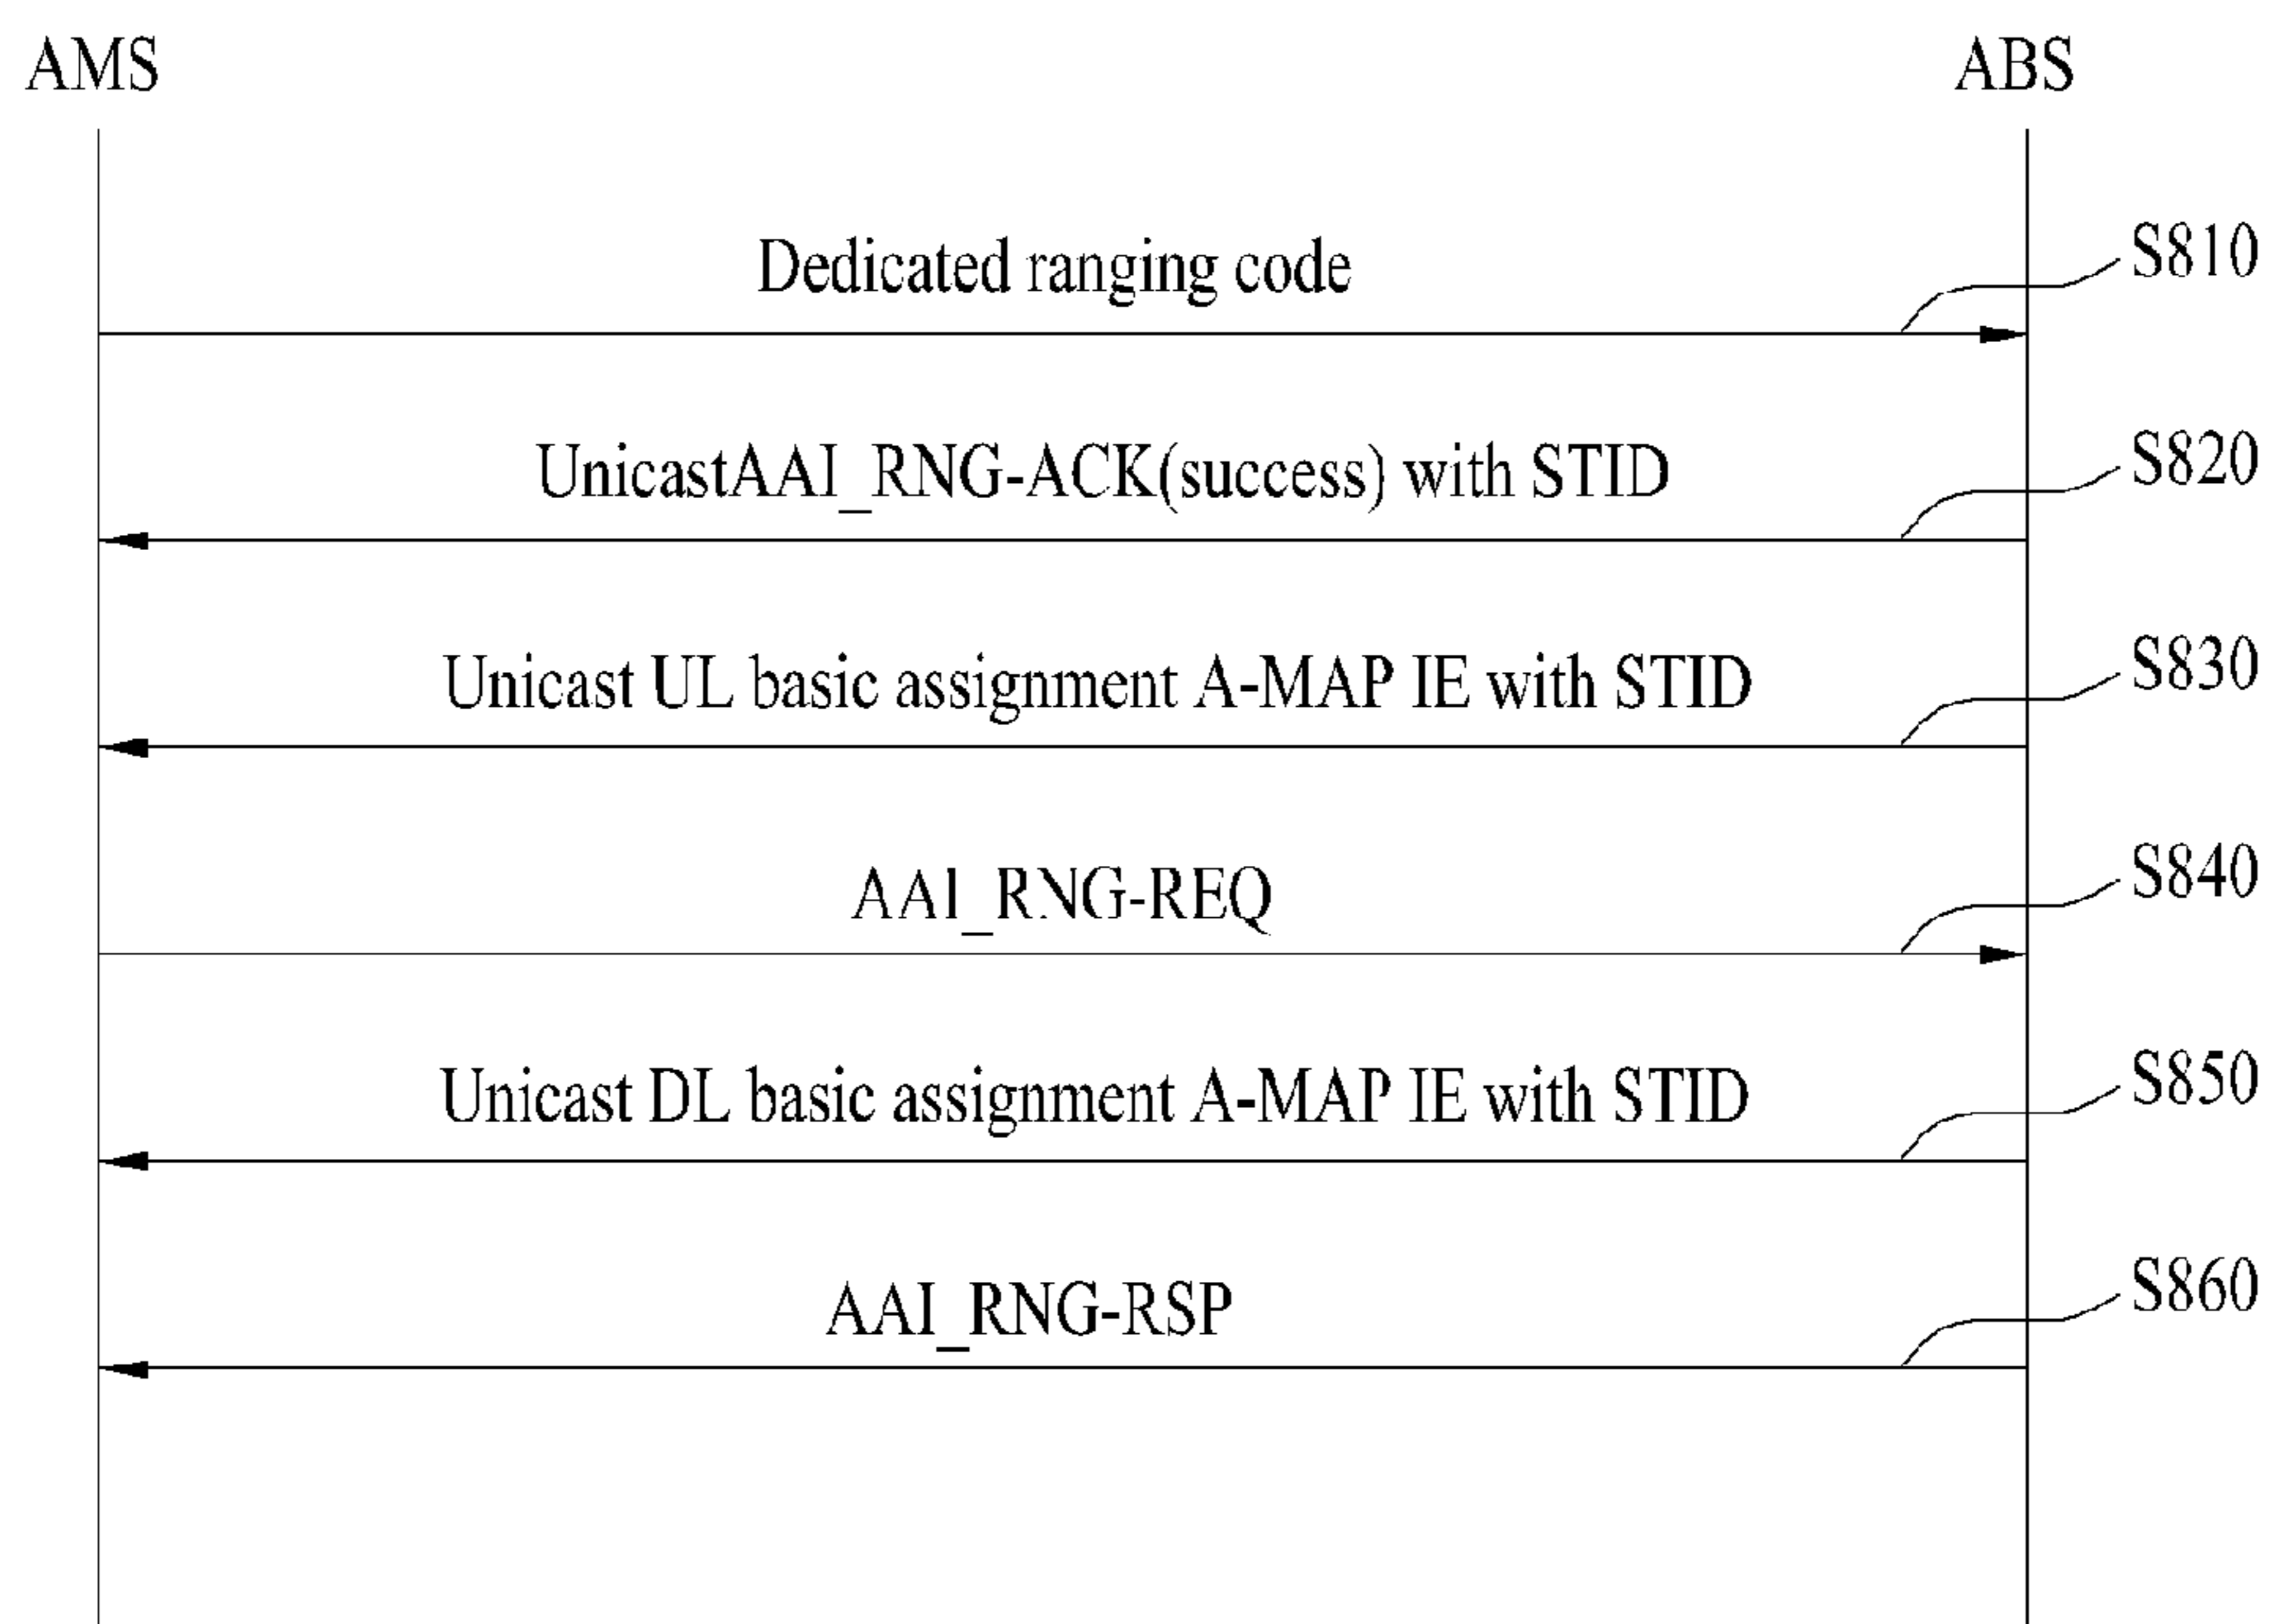 AMS
ABS
Dedicated ranging code
S810
UnicastAAI_RNG-ACK(success) with STID
S820
Unicast UL basic assignment A-MAP IE with STID
S830
AAI_RNG-REQ
S840
Unicast DL basic assignment A-MAP IE with STID
S850
AAI_RNG-RSP
S860